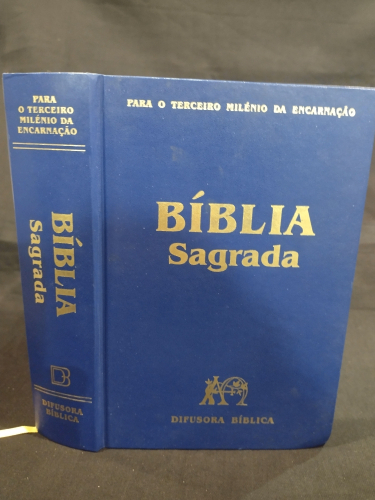 PARA
O TERCEIRO
MILÉNIO DA
ENCARNAÇÃO
BÍBLIA
Sagrada
DIFUSORA
BÍBLICA
PARA O TERCEIRO MILÉNIO DA ENCARNAÇÃO
BÍBLIA
Sagrada
DIFUSORA BÍBLICA